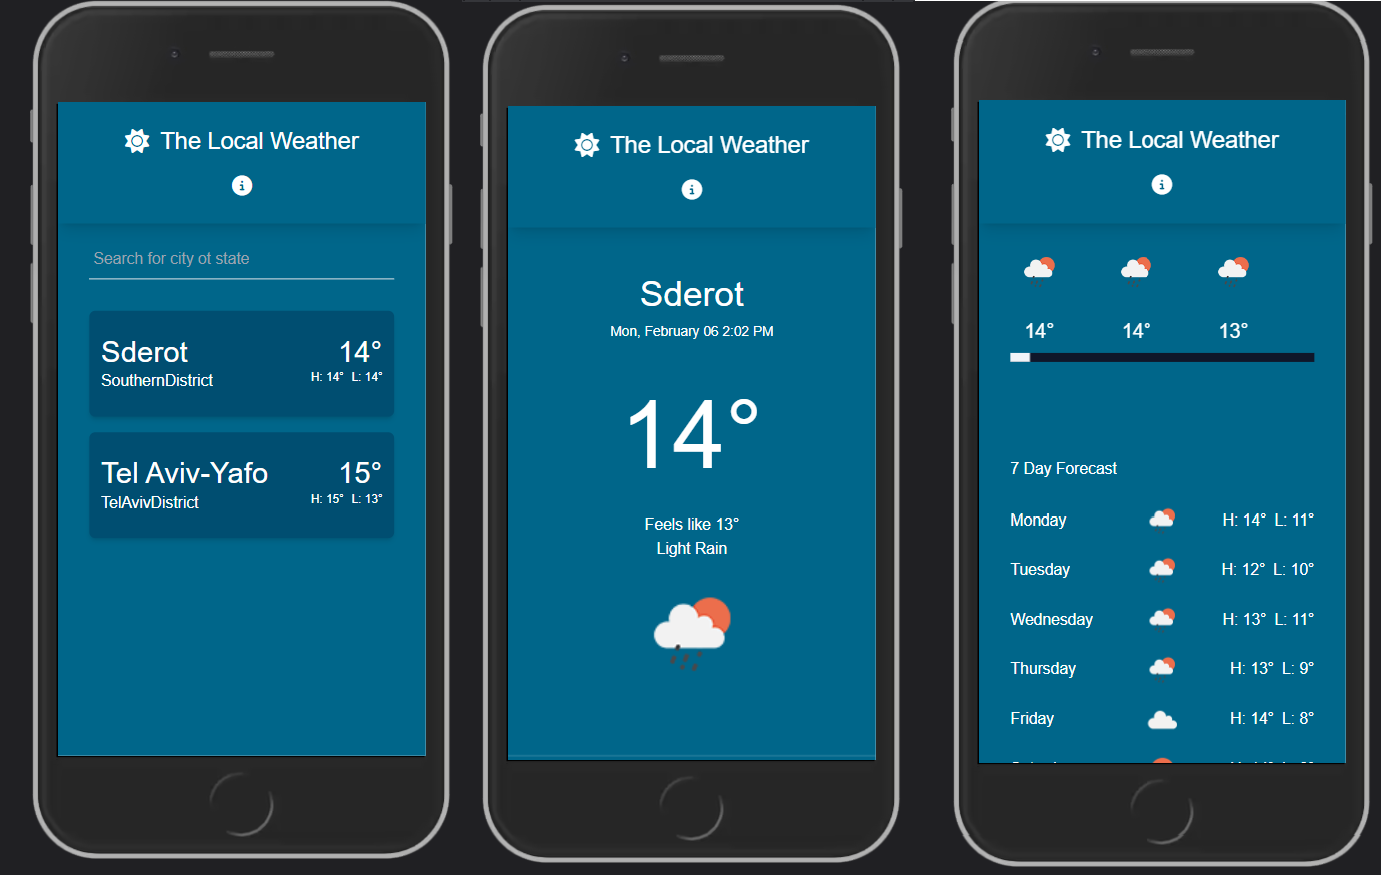 The Local Weather
Search for city ot state
Sderot 14°
SouthernDistrict H: 14° L: 14°
Tel Aviv-Yafo 15°
TelAvivDistrict H: 15° L: 13°
The Local Weather
Sderot
Mon, February 06 2:02 PM
14°
Feels like 13°
Light Rain
The Local Weather
14° 14° 13°
7 Day Forecast
Monday H: 14° L: 11°
Tuesday H: 12° L: 10°
Wednesday H: 13° L: 11°
Thursday H: 13° L: 9°
Friday H: 14° L: 8°